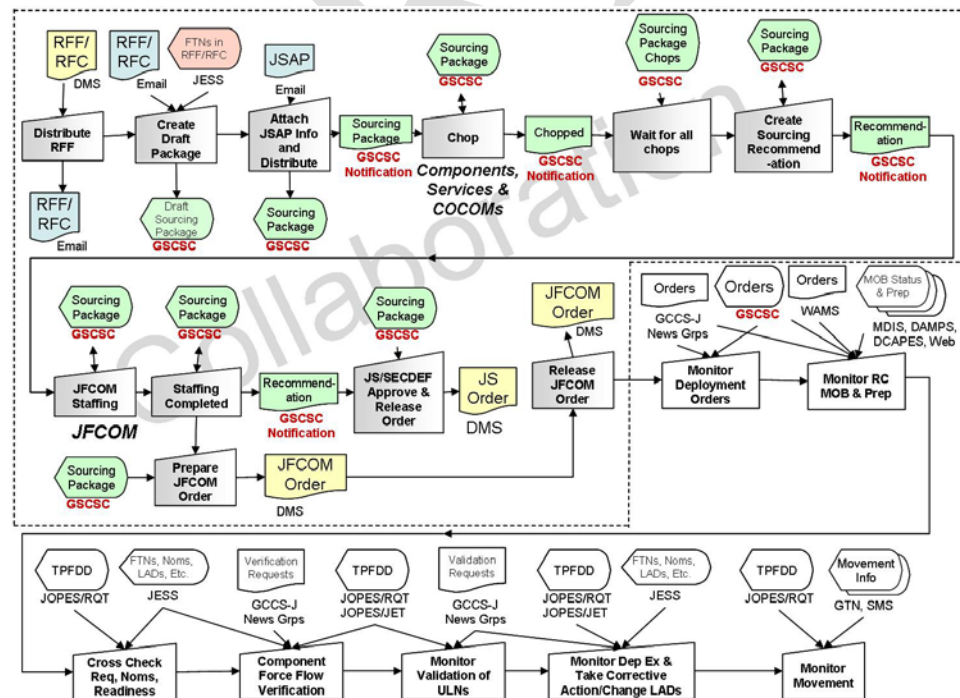 RFF/
RFC
DMS
RFF/
RFC
Email
FTNs in
RFF/RFC
JESS
JSAP
Email
Sourcing
Package
GSCSC
Sourcing
Package
Chops
GSCSC
Sourcing
Package
GSCSC
Distribute
RFF
Create
Draft
Package
Attach
JSAP Info
and
Distribute
Sourcing
Package
GSCSC
Notification
Chop
Components,
Services &
COCOMs
Chopped
GSCSC
Notification
Wait for all
chops
Create
Sourcing
Recommend
-ation
Recommend-
ation
GSCSC
Notification
RFF/
RFC
Email
Draft
Sourcing
Package
GSCSC
Sourcing
Package
GSCSC
Collaboration
Sourcing
Package
GSCSC
Sourcing
Package
GSCSC
Sourcing
Package
GSCSC
JFCOM
Order
DMS
Orders
GCCS-J
News Grps
Orders
GSCSC
Orders
WAMS
MOB Status
& Prep
MDIS, DAMPS,
DCAPES, Web
JFCOM
Staffing
JFCOM
Staffing
Completed
Recommend-
ation
GSCSC
Notification
JS/SECDEF
Approve &
Release
Order
JS
Order
DMS
Release
JFCOM
Order
Monitor
Deployment
Orders
Monitor RC
MOB & Prep
Sourcing
Package
GSCSC
Prepare
JFCOM
Order
JFCOM
Order
DMS
TPFDD
JOPES/RQT
FTNs, Noms,
LADs, Etc.
JESS
Verification
Requests
GCCS-J
News Grps
TPFDD
JOPES/RQT
JOPES/JET
Validation
Requests
GCCS-J
News Grps
TPFDD
JOPES/RQT
JOPES/JET
FTNs, Noms,
LADs, Etc.
JESS
TPFDD
JOPES/RQT
Movement
Info
GTN, SMS
Cross Check
Req, Noms,
Readiness
Component
Force Flow
Verification
Monitor
Validation of
ULNs
Monitor Dep Ex &
Take Corrective
Action/Change LADs
Monitor
Movement